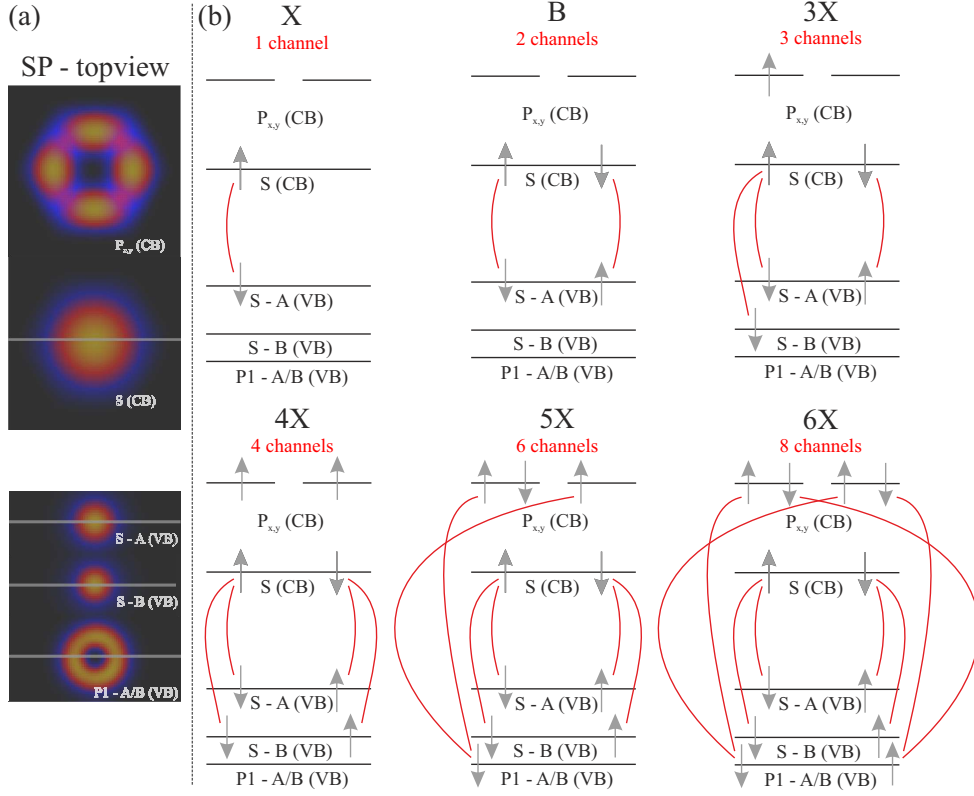 (a)
SP - topview
P x,y (CB)
S (CB)
S - A (VB)
S - B (VB)
P1 - A/B (VB)
(b)
X
1 channel
P x,y (CB)
S (CB)
S - A (VB)
S - B (VB)
P1 - A/B (VB)
B
2 channels
P x,y (CB)
S (CB)
S - A (VB)
S - B (VB)
P1 - A/B (VB)
3X
3 channels
P x,y (CB)
S (CB)
S - A (VB)
S - B (VB)
P1 - A/B (VB)
4X
4 channels
P x,y (CB)
S (CB)
S - A (VB)
S - B (VB)
P1 - A/B (VB)
5X
6 channels
P x,y (CB)
S (CB)
S - A (VB)
S - B (VB)
P1 - A/B (VB)
6X
8 channels
P x,y (CB)
S (CB)
S - A (VB)
S - B (VB)
P1 - A/B (VB)